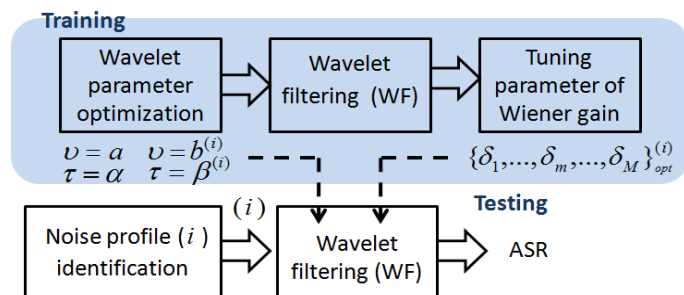 Training
Wavelet
parameter
optimization
Wavelet
filtering (WF)
Tuning
parameter of
Wiener gain
υ = a υ = b^(i)
τ = α τ = β^(i)
{δ_1,...,δ_m,...,δ_M}_opt^(i)
Testing
(i)
Noise profile (i)
identification
Wavelet
filtering (WF)
ASR